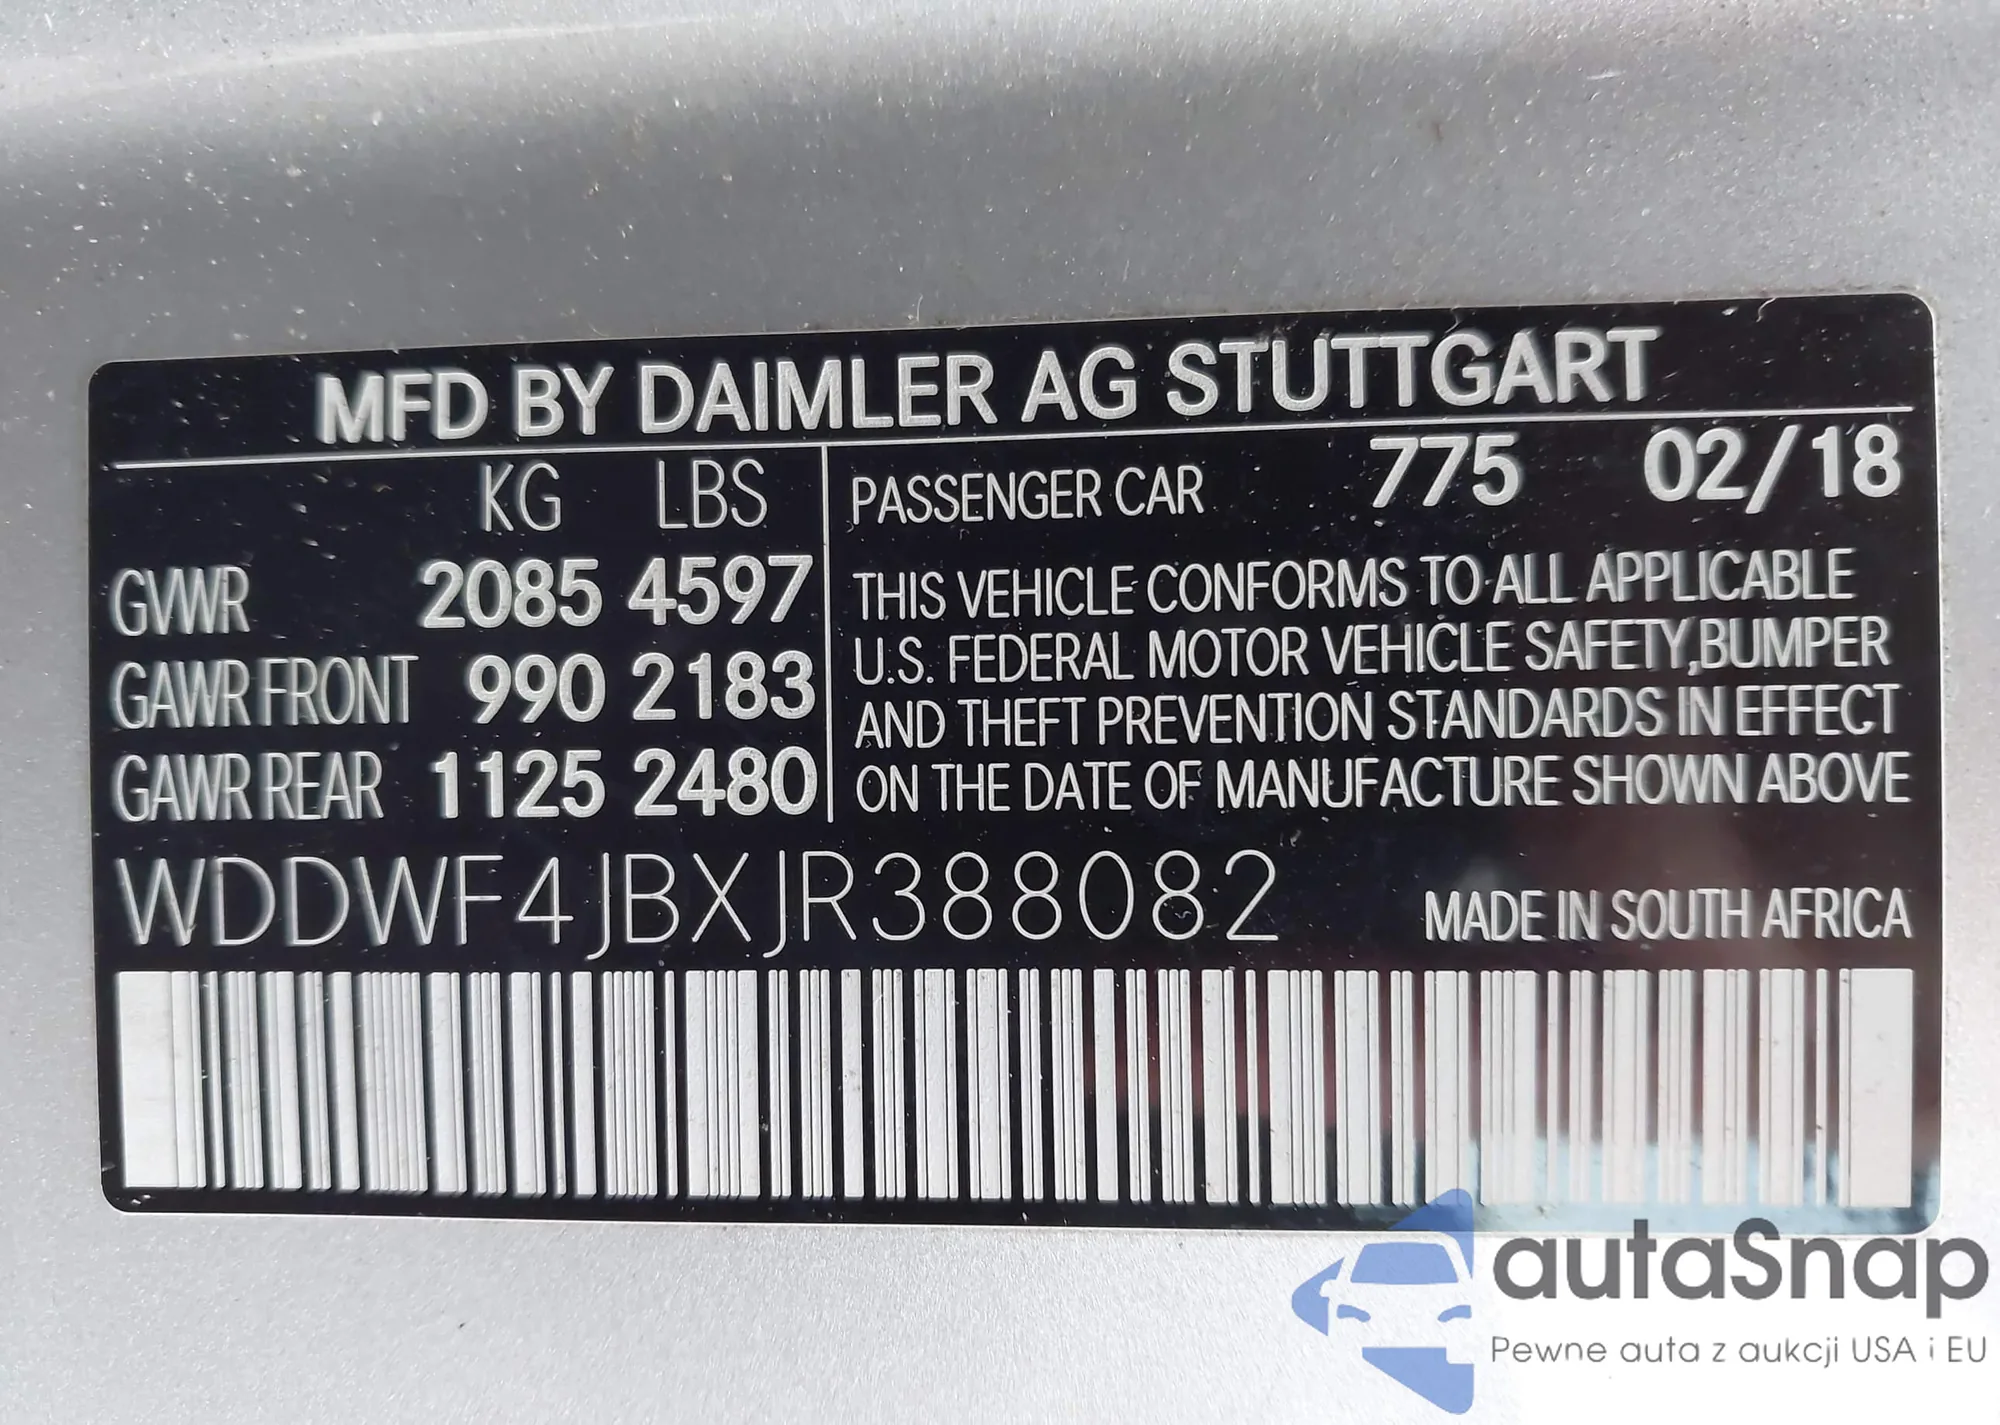 MFD BY DAIMLER AG STUTTGART
KG LBS
GVWR 2085 4597
GAWR FRONT 990 2183
GAWR REAR 1125 2480
PASSENGER CAR 775 02/18
THIS VEHICLE CONFORMS TO ALL APPLICABLE
U.S. FEDERAL MOTOR VEHICLE SAFETY,BUMPER
AND THEFT PREVENTION STANDARDS IN EFFECT
ON THE DATE OF MANUFACTURE SHOWN ABOVE
WDDWF4JBXJR388082
MADE IN SOUTH AFRICA
autaSnap
Pewne auta z aukcji USA i EU